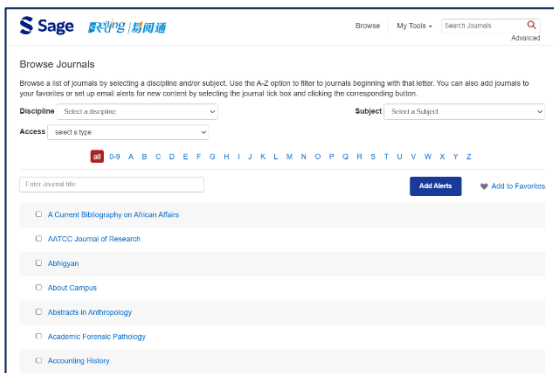 Sage
易阅通
Browse My Tools Search Journals
Advanced
Browse Journals
Browse a list of journals by selecting a discipline and/or subject. Use the A-Z option to filter to journals beginning with that letter. You can also add journals to
your favorites or set up email alerts for new content by selecting the journal tick box and clicking the corresponding button.
Discipline Select a discipline Subject Select a Subject
Access select a type
all 0-9 A B C D E F G H I J K L M N O P Q R S T U V W X Y Z
Enter Journal title Add Alerts Add to Favorites
A Current Bibliography on African Affairs
AATCC Journal of Research
Abhigyan
About Campus
Abstracts in Anthropology
Academic Forensic Pathology
Accounting History